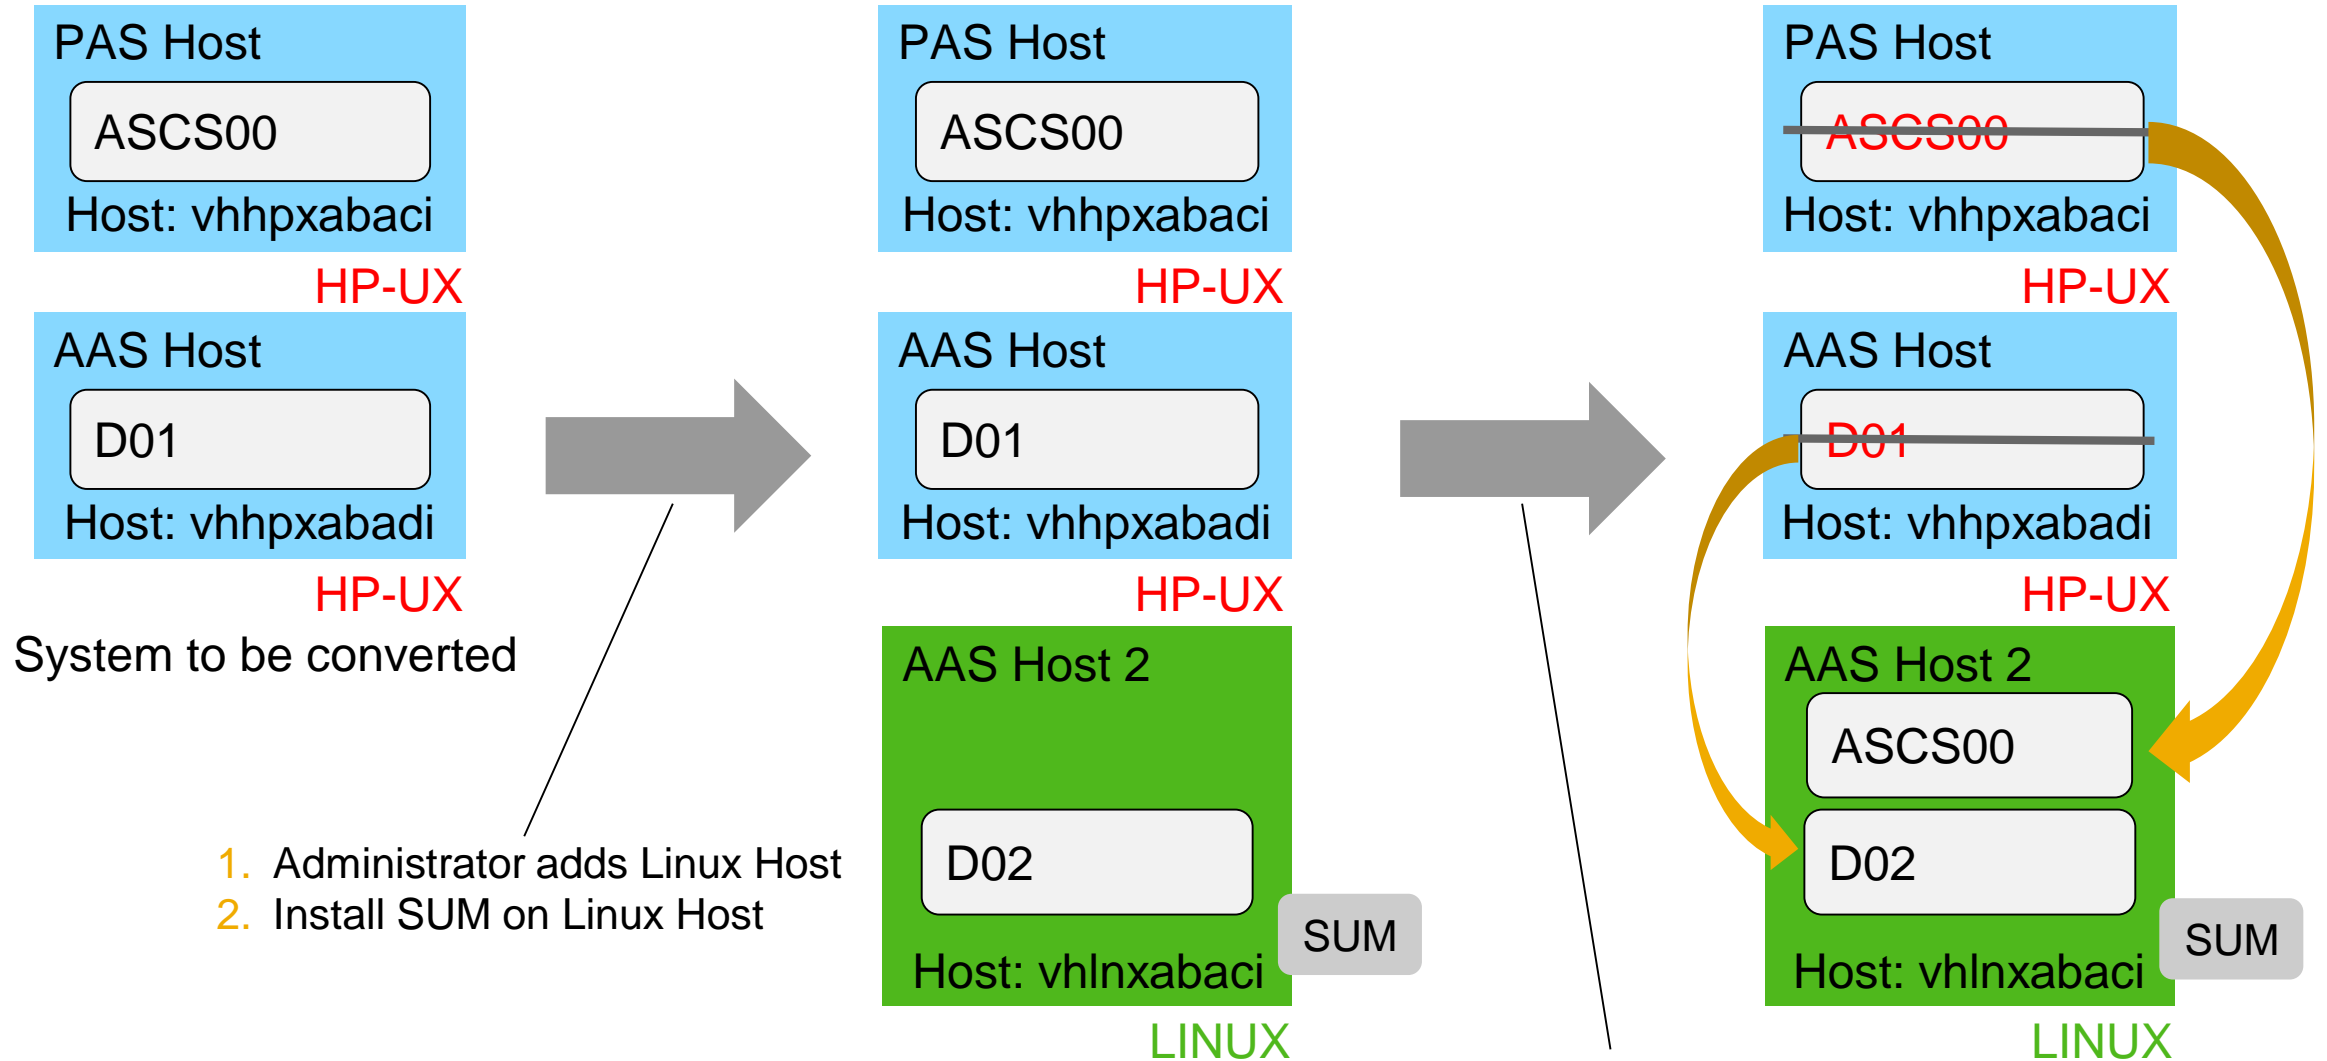 PAS Host
ASCS00
Host: vhhpxabaci
HP-UX
AAS Host
D01
Host: vhhpxabadi
HP-UX
System to be converted
1. Administrator adds Linux Host
2. Install SUM on Linux Host
PAS Host
ASCS00
Host: vhhpxabaci
HP-UX
AAS Host
D01
Host: vhhpxabadi
HP-UX
AAS Host 2
D02
SUM
Host: vhlnxabaci
LINUX
PAS Host
ASCS00
Host: vhhpxabaci
HP-UX
AAS Host
D01
Host: vhhpxabadi
HP-UX
AAS Host 2
ASCS00
D02
SUM
Host: vhlnxabaci
LINUX